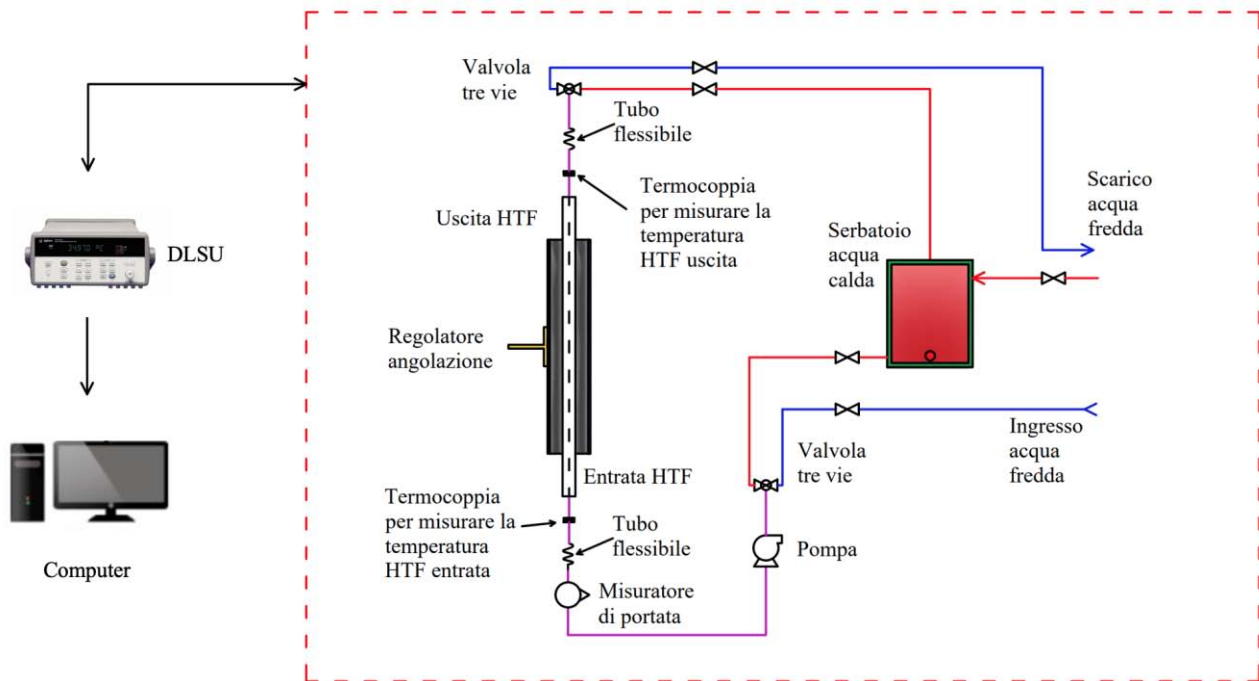 Valvola
tre vie
Tubo
flessibile
Termocoppia
per misurare la
temperatura
HTF uscita
Scarico
acqua
fredda
Uscita HTF
Serbatoio
acqua
calda
DLSU
Regolatore
angolazione
Ingresso
acqua
fredda
Valvola
tre vie
Entrata HTF
Termocoppia
per misurare la
temperatura
HTF entrata
Tubo
flessibile
Pompa
Computer
Misuratore
di portata